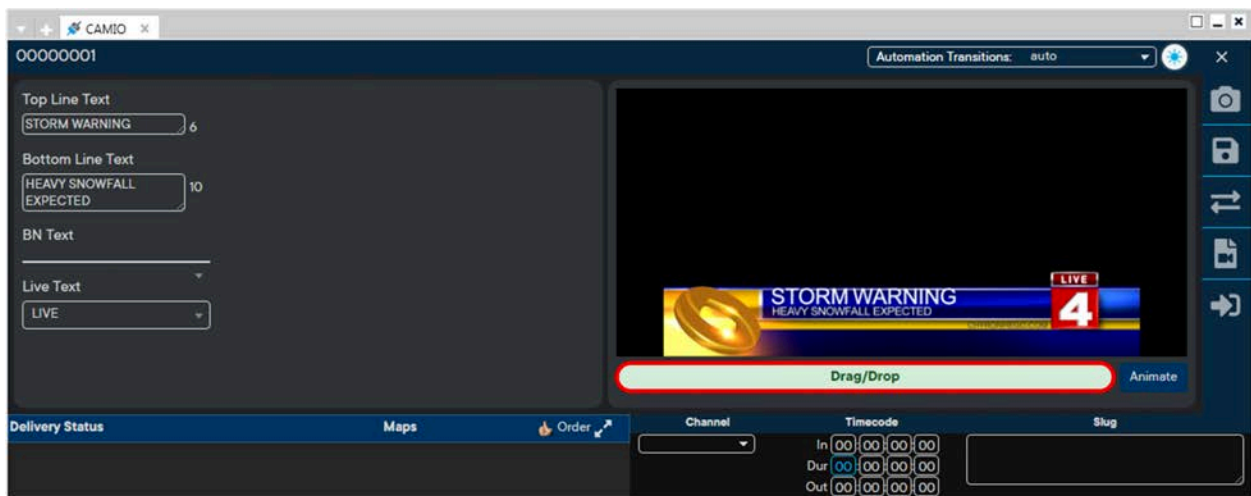 CAMIO
00000001
Automation Transitions: auto
Top Line Text
STORM WARNING
6
Bottom Line Text
HEAVY SNOWFALL
EXPECTED
10
BN Text
Live Text
LIVE
LIVE
4
STORM WARNING
HEAVY SNOWFALL EXPECTED
Drag/Drop
Animate
Delivery Status
Maps
Order
Channel
Timecode
Slug
In 00:00:00:00
Dur 00:00:00:00
Out 00:00:00:00